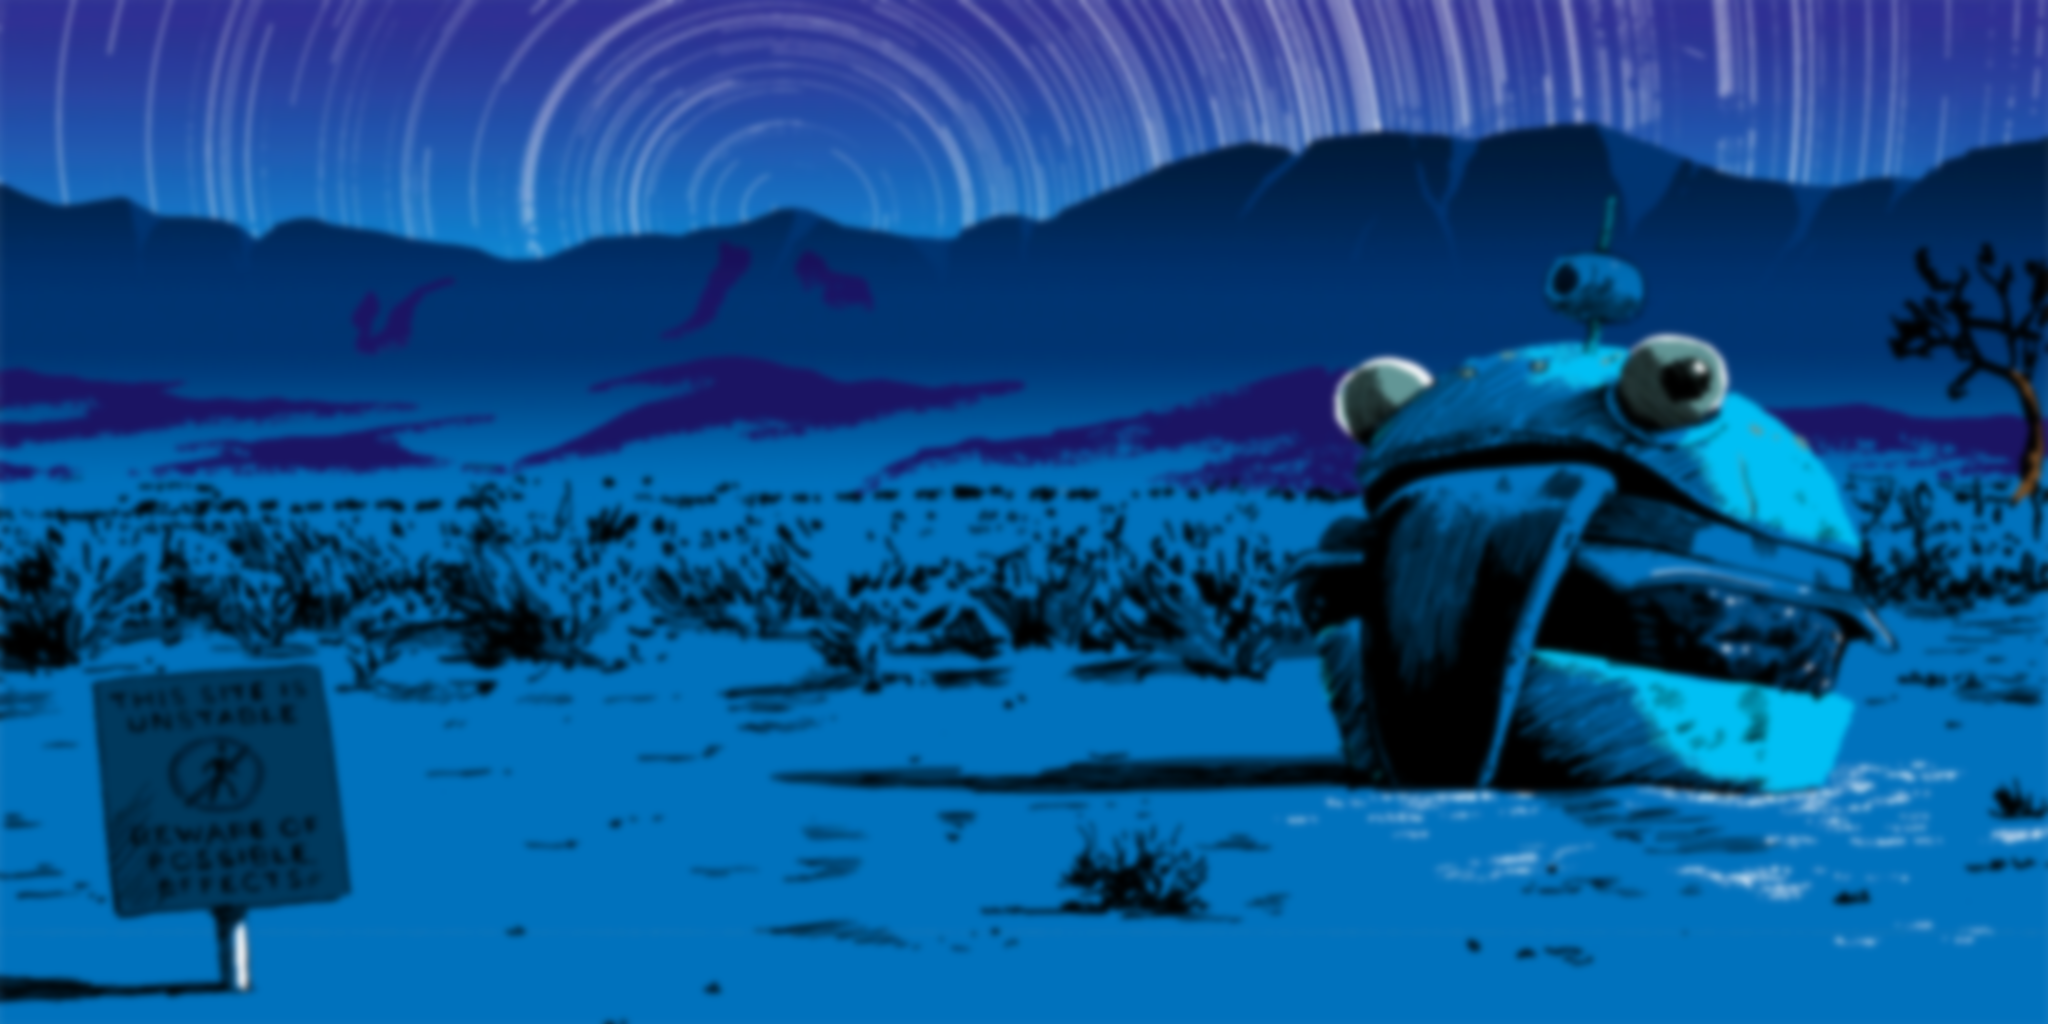 THIS SITE IS
UNSTABLE
BEWARE OF
POSSIBLE
EFFECTS!